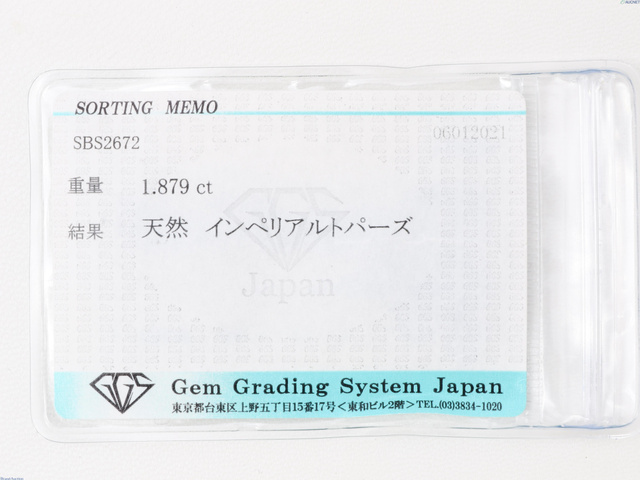 SORTING MEMO
SBS2672
06012021
重量 1.879 ct
結果 天然 インペリアルトパーズ
Japan
GGS Gem Grading System Japan
東京都台東区上野五丁目15番17号<東和ビル2階>TEL.(03)3834-1020